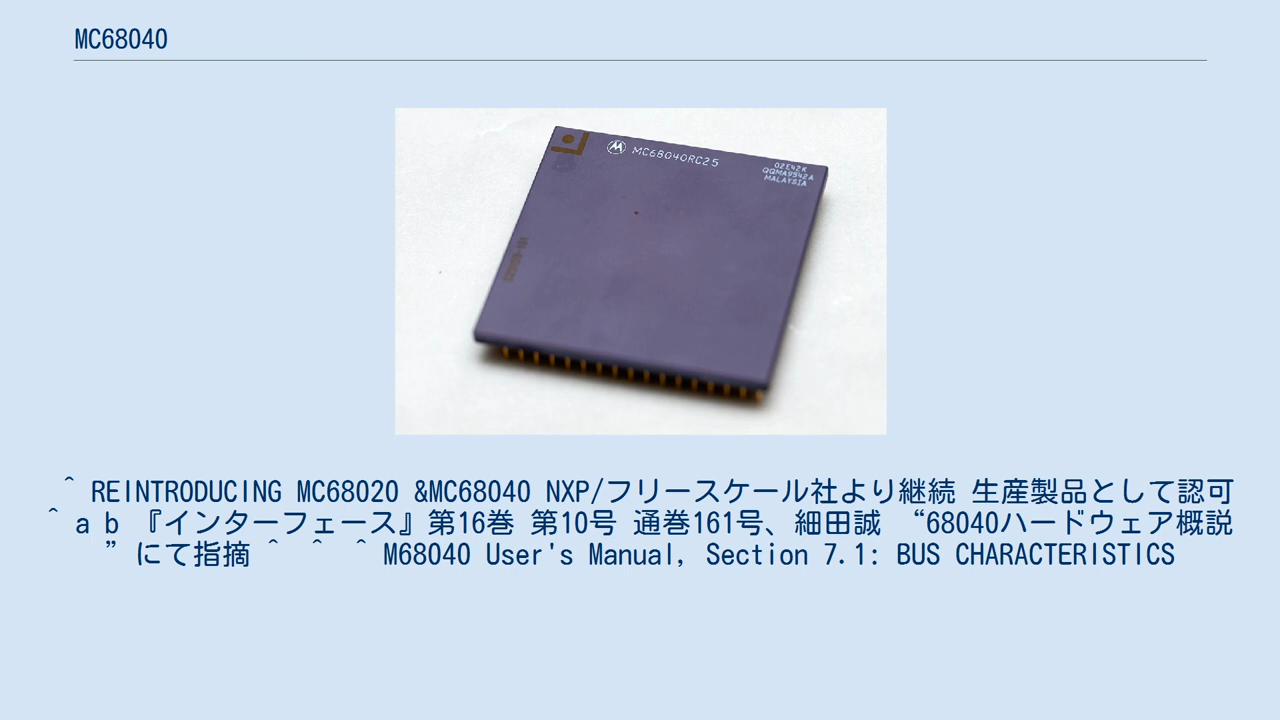 MC68040
MC68040RC25
02E42K
QQMA9942A
MALAYSIA
^ REINTRODUCING MC68020 &MC68040 NXP/フリースケール社より継続 生産製品として認可
^ a b 『インターフェース』第16巻 第10号 通巻161号、細田誠 “68040ハードウェア概説
” にて指摘 ^ ^ ^ M68040 User's Manual, Section 7.1: BUS CHARACTERISTICS